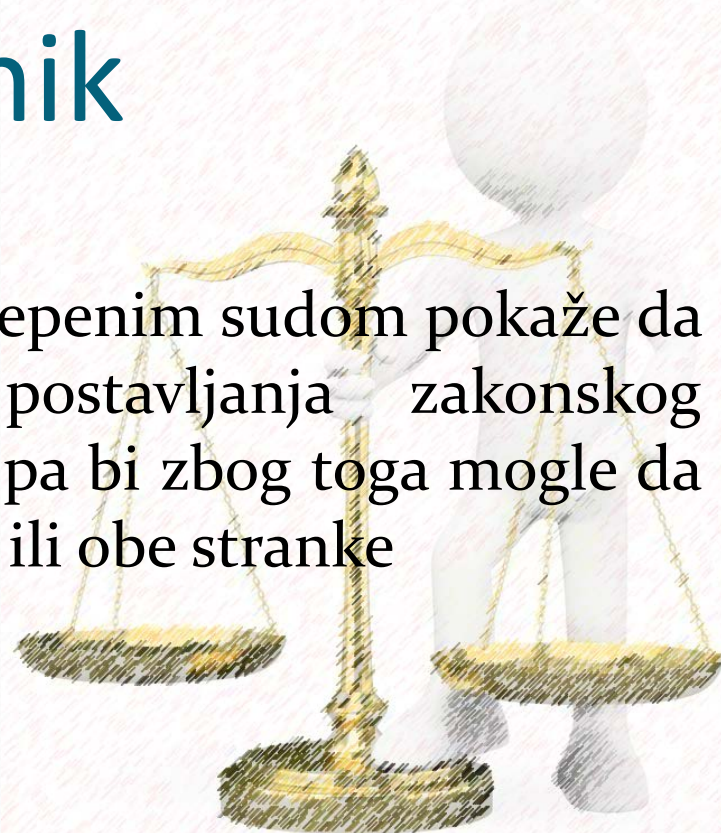 nik
epenim sudom pokaže da
postavljanja zakonskog
pa bi zbog toga mogle da
ili obe stranke